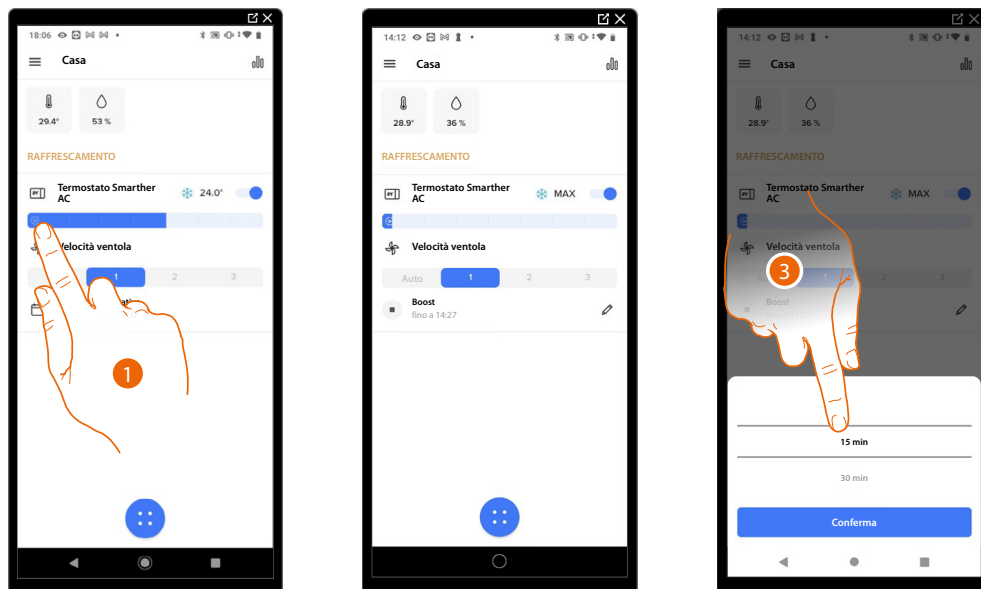 18:06
Casa
29.4°
53 %
RAFFRESCAMENTO
Termostato Smarther
AC
24.0°
Velocità ventola
1
2
3
1
14:12
Casa
28.9°
36 %
RAFFRESCAMENTO
Termostato Smarther
AC
MAX
Velocità ventola
Auto
1
2
3
Boost
fino a 14:27
14:12
Casa
28.9°
36 %
RAFFRESCAMENTO
Termostato Smarther
AC
MAX
Velocità ventola
3
1
2
3
Boost
15 min
30 min
Conferma